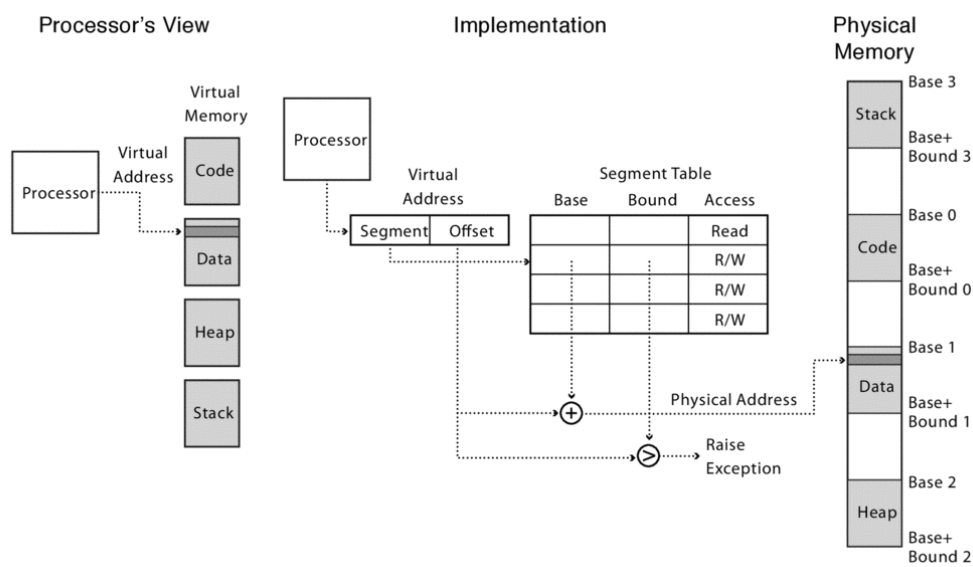 Processor's View
Implementation
Physical
Memory
Virtual
Memory
Code
Data
Heap
Stack
Virtual
Address
Processor
Processor
Virtual
Address
Segment
Offset
Segment Table
Base
Bound
Access
Read
R/W
R/W
R/W
Physical Address
+
>
Raise
Exception
Base 3
Stack
Base+
Bound 3
Base 0
Code
Base+
Bound 0
Base 1
Data
Base+
Bound 1
Base 2
Heap
Base+
Bound 2